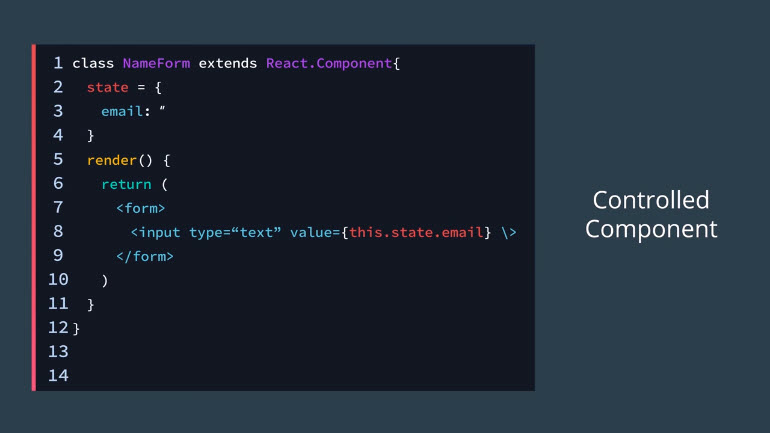 1 class NameForm extends React.Component{
2 state = {
3 email: ″
4 }
5 render() {
6 return (
7 <form>
8 <input type=“text” value={this.state.email} \>
9 </form>
10 )
11 }
12 }
13
14
Controlled
Component